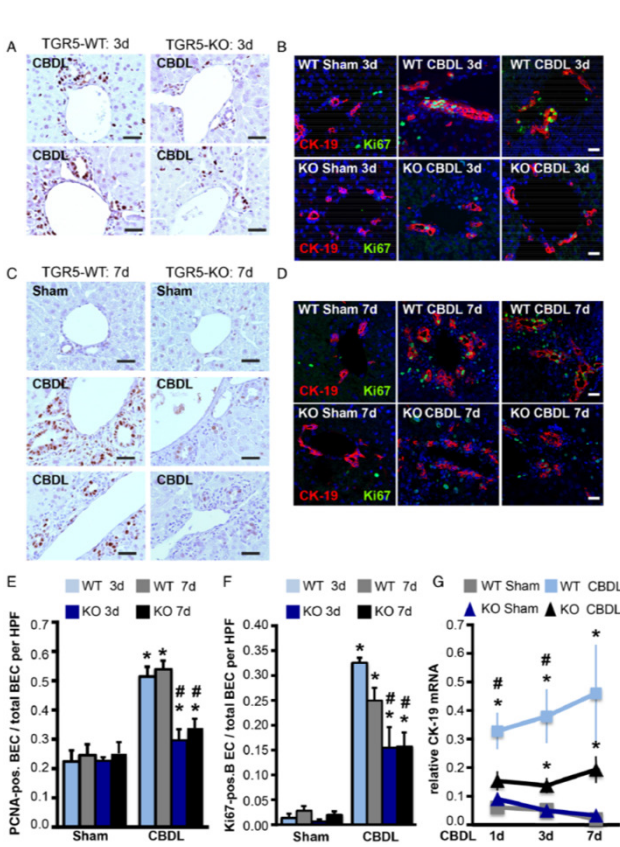 A TGR5-WT: 3d TGR5-KO: 3d
CBDL CBDL
CBDL CBDL
B
WT Sham 3d WT CBDL 3d WT CBDL 3d
CK-19 Ki67
KO Sham 3d KO CBDL 3d KO CBDL 3d
CK-19 Ki67
C TGR5-WT: 7d TGR5-KO: 7d
Sham Sham
CBDL CBDL
CBDL CBDL
D
WT Sham 7d WT CBDL 7d WT CBDL 7d
CK-19 Ki67
KO Sham 7d KO CBDL 7d KO CBDL 7d
CK-19 Ki67
E WT 3d WT 7d
KO 3d KO 7d
PCNA-pos. BEC / total BEC per HPF
0.7
0.6
0.5
0.4
0.3
0.2
0.1
0.0
* *
# #
* *
Sham CBDL
F WT 3d WT 7d
KO 3d KO 7d
Ki67-pos.B EC / total BEC per HPF
0.40
0.35
0.30
0.25
0.20
0.15
0.10
0.05
0.00
*
*
# #
* *
Sham CBDL
G WT Sham WT CBDL
KO Sham KO CBDL
relative CK-19 mRNA
0.7
0.6
0.5
0.4
0.3
0.2
0.1
0.0
# # *
* *
* *
CBDL 1d 3d 7d